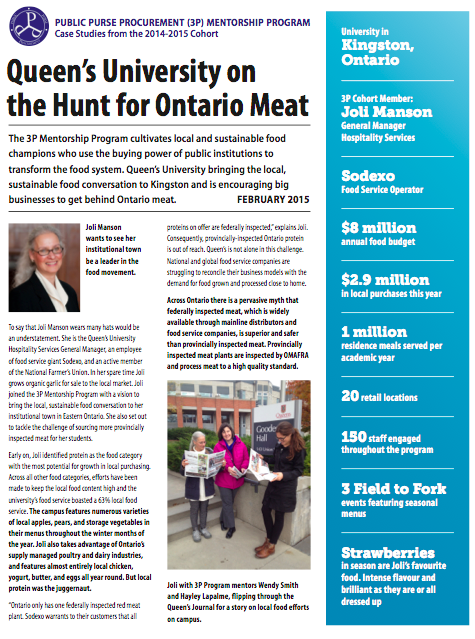 PUBLIC PURSE PROCUREMENT (3P) MENTORSHIP PROGRAM
Case Studies from the 2014-2015 Cohort
Queen's University on
the Hunt for Ontario Meat
The 3P Mentorship Program cultivates local and sustainable food
champions who use the buying power of public institutions to
transform the food system. Queen's University bringing the local,
sustainable food conversation to Kingston and is encouraging big
businesses to get behind Ontario meat. FEBRUARY 2015
Joli Manson
wants to see her
institutional town
be a leader in the
food movement.
To say that Joli Manson wears many hats would be
an understatement. She is the Queen's University
Hospitality Services General Manager, an employee
of food service giant Sodexo, and an active member
of the National Farmer's Union. In her spare time Joli
grows organic garlic for sale to the local market. Joli
joined the 3P Mentorship Program with a vision to
bring the local, sustainable food conversation to her
institutional town in Eastern Ontario. She also set out
to tackle the challenge of sourcing more provincially
inspected meat for her students.
Early on, Joli identified protein as the food category
with the most potential for growth in local purchasing.
Across all other food categories, efforts have been
made to keep the local food content high and the
university's food service boasted a 63% local food
service. The campus features numerous varieties
of local apples, pears, and storage vegetables in
their menus throughout the winter months of
the year. Joli also takes advantage of Ontario's
supply managed poultry and dairy industries,
and features almost entirely local chicken,
yogurt, butter, and eggs all year round. But local
protein was the juggernaut.
"Ontario only has one federally inspected red meat
plant. Sodexo warrants to their customers that all
proteins on offer are federally inspected," explains Joli.
Consequently, provincially-inspected Ontario protein
is out of reach. Queen's is not alone in this challenge.
National and global food service companies are
struggling to reconcile their business models with the
demand for food grown and processed close to home.
Across Ontario there is a pervasive myth that
federally inspected meat, which is widely
available through mainline distributors and
food service companies, is superior and safer
than provincially inspected meat. Provincially
inspected meat plants are inspected by OMAFRA
and process meat to a high quality standard.
Queen's
Goodes
Hall
Joli with 3P Program mentors Wendy Smith
and Hayley Lapalme, flipping through the
Queen's Journal for a story on local food efforts
on campus.
University in
Kingston,
Ontario
3P Cohort Member:
Joli Manson
General Manager
Hospitality Services
Sodexo
Food Service Operator
$8 million
annual food budget
$2.9 million
in local purchases this year
1 million
residence meals served per
academic year
20 retail locations
150 staff engaged
throughout the program
3 Field to Fork
events featuring seasonal
menus
Strawberries
in season are Joli's favourite
food. Intense flavour and
brilliant as they are or all
dressed up